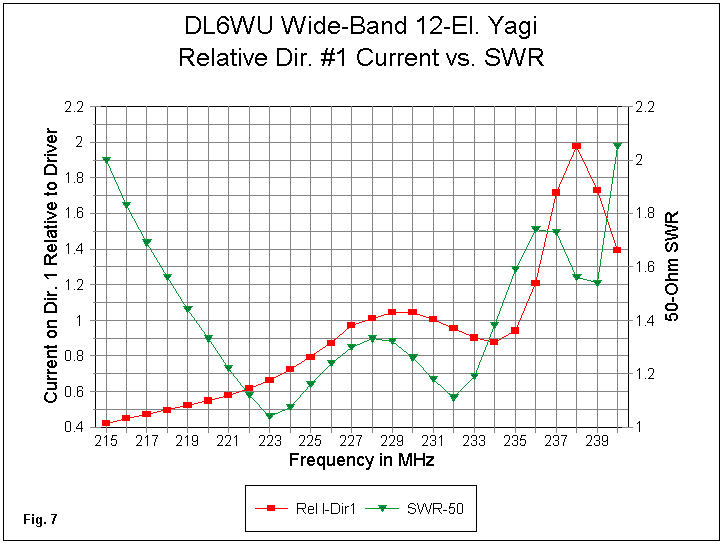 DL6WU Wide-Band 12-El. Yagi
Relative Dir. #1 Current vs. SWR
Current on Dir. 1 Relative to Driver
2.2
2
1.8
1.6
1.4
1.2
1
0.8
0.6
0.4
2.2
2
1.8
1.6
1.4
1.2
1
50-Ohm SWR
215 217 219 221 223 225 227 229 231 233 235 237 239
Frequency in MHz
Rel I-Dir1 SWR-50
Fig. 7